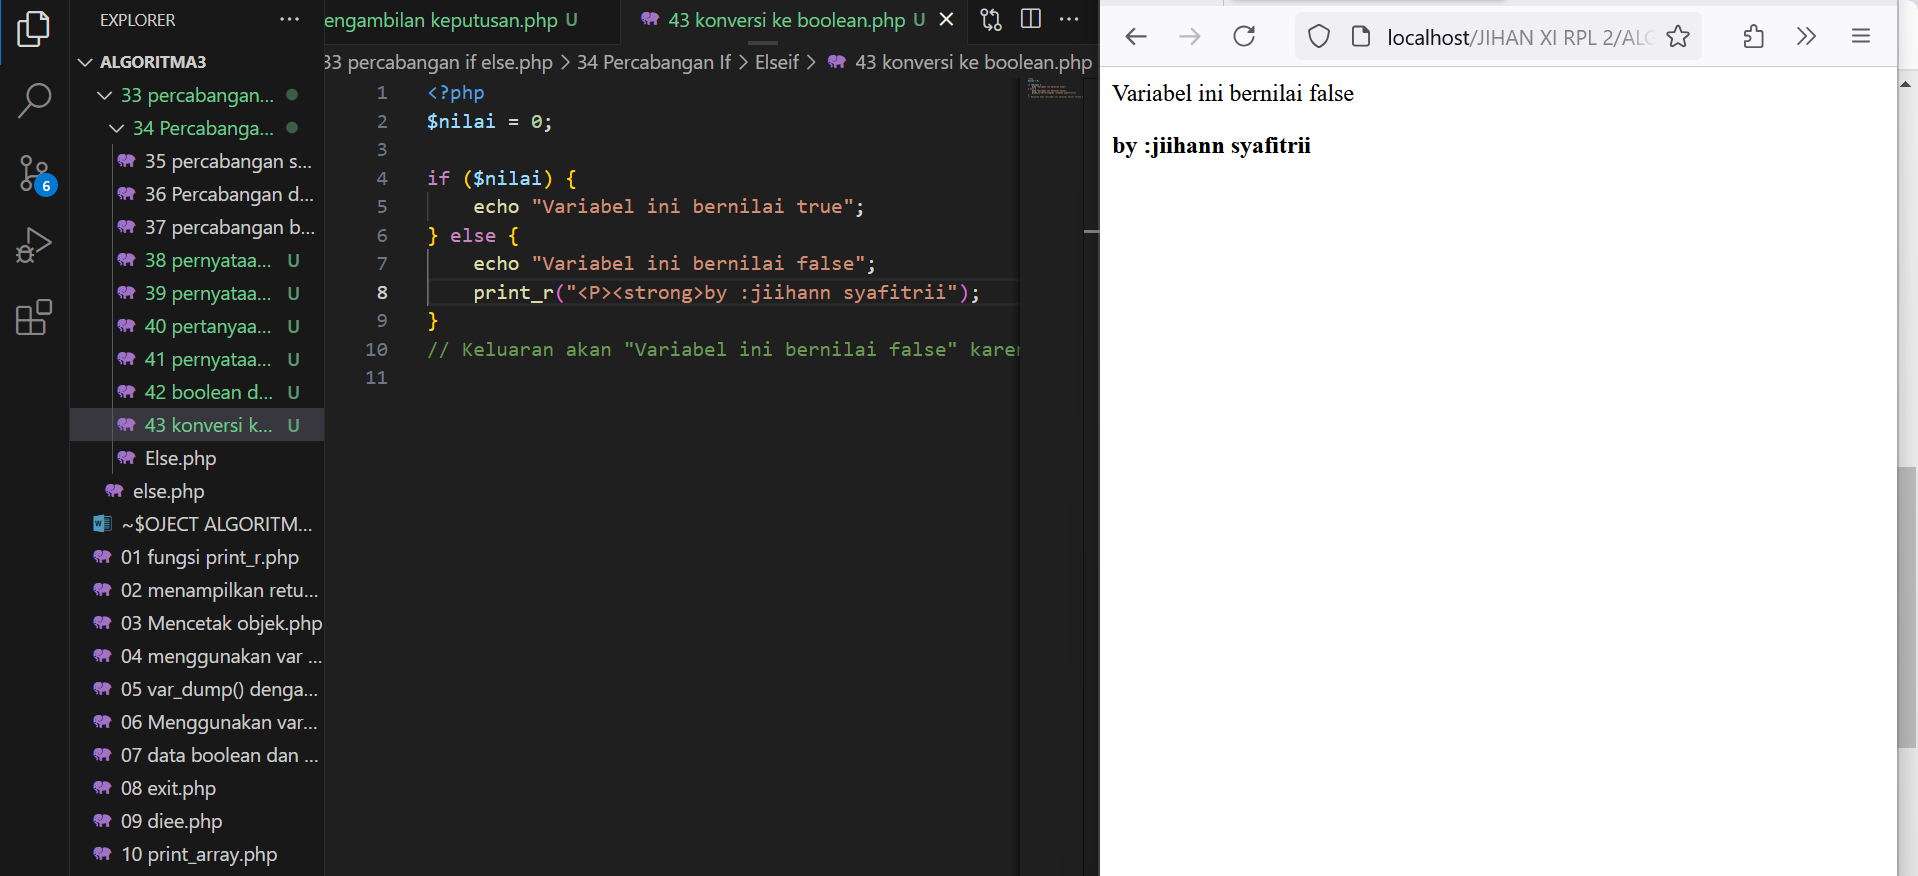 EXPLORER
ALGORITMA3
33 percabangan...
34 Percabanga...
35 percabangan s...
36 Percabangan d...
37 percabangan b...
38 pernyataa... U
39 pernyataa... U
40 pertanyaa... U
41 pernyataa... U
42 boolean d... U
43 konversi k... U
Else.php
else.php
~$OJECT ALGORITM...
01 fungsi print_r.php
02 menampilkan retu...
03 Mencetak objek.php
04 menggunakan var ...
05 var_dump() denga...
06 Menggunakan var...
07 data boolean dan ...
08 exit.php
09 diee.php
10 print_array.php
6
engambilan keputusan.php U
43 konversi ke boolean.php U
33 percabangan if else.php > 34 Percabangan If > Elseif > 43 konversi ke boolean.php
1 <?php
2 $nilai = 0;
3
4 if ($nilai) {
5 echo "Variabel ini bernilai true";
6 } else {
7 echo "Variabel ini bernilai false";
8 print_r("<P><strong>by :jiihann syafitrii");
9 }
10 // Keluaran akan "Variabel ini bernilai false" karen
11
localhost/JIHAN XI RPL 2/ALG
Variabel ini bernilai false
by :jiihann syafitrii